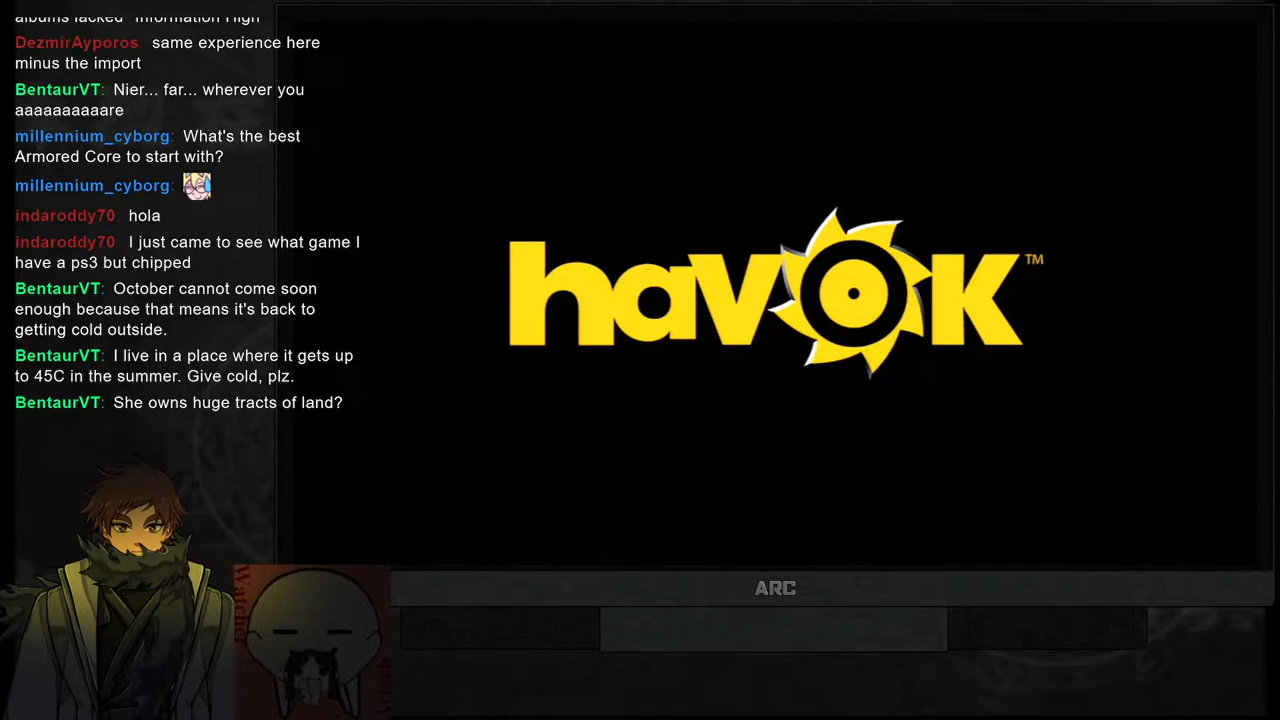 albums lacked "Information High"
DezmirAyporos: same experience here
minus the import
BentaurVT: Nier... far... wherever you
aaaaaaaaaare
millennium_cyborg: What's the best
Armored Core to start with?
millennium_cyborg:
indaroddy70: hola
indaroddy70: I just came to see what game I
have a ps3 but chipped
BentaurVT: October cannot come soon
enough because that means it's back to
getting cold outside.
BentaurVT: I live in a place where it gets up
to 45C in the summer. Give cold, plz.
BentaurVT: She owns huge tracts of land?
havok™
ARC